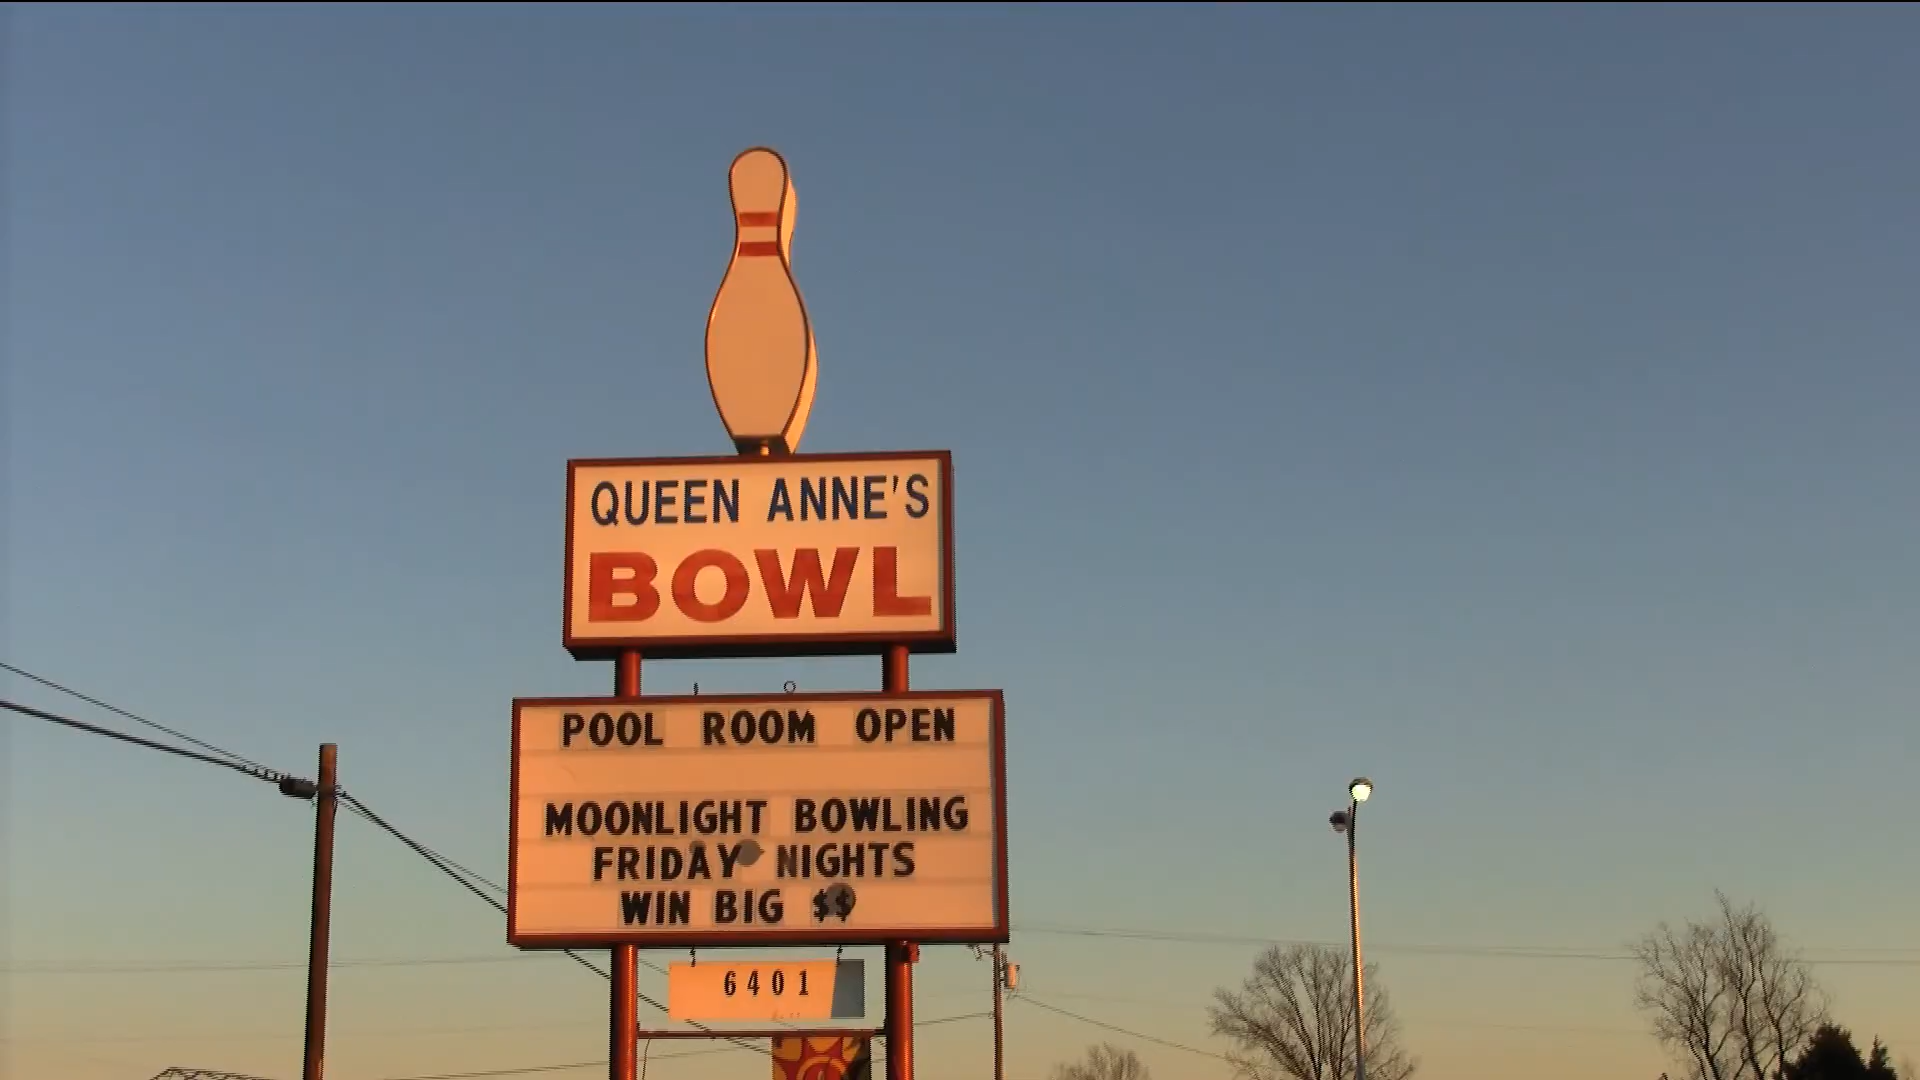 QUEEN ANNE'S
BOWL
POOL ROOM OPEN
MOONLIGHT BOWLING
FRIDAY NIGHTS
WIN BIG $$
6401